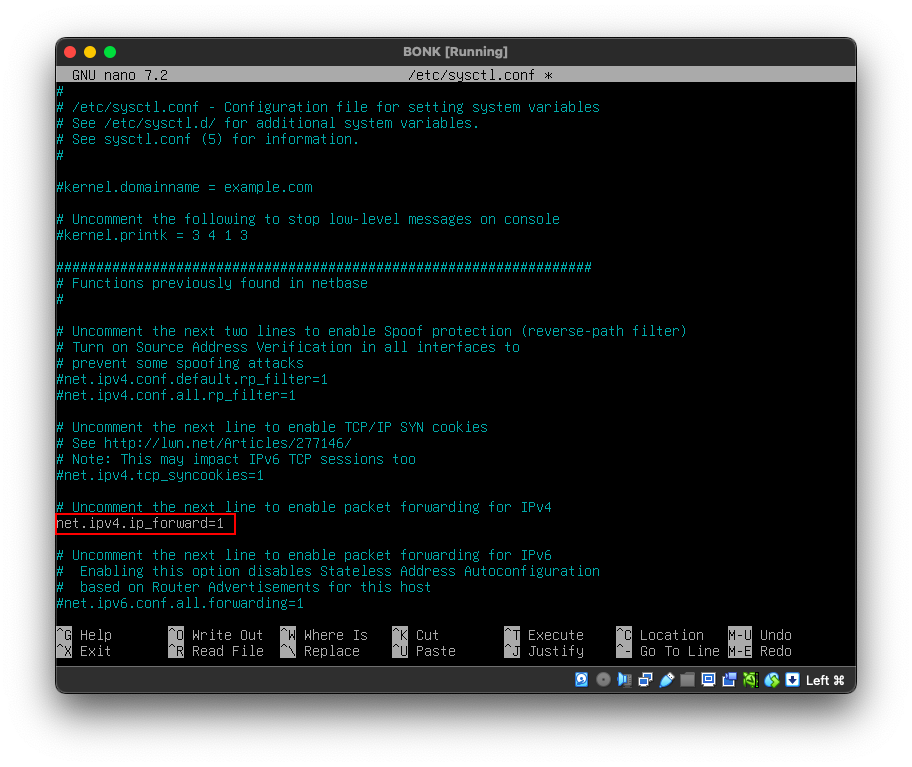 BONK [Running]
GNU nano 7.2 /etc/sysctl.conf *
#
# /etc/sysctl.conf - Configuration file for setting system variables
# See /etc/sysctl.d/ for additional system variables.
# See sysctl.conf (5) for information.
#
#kernel.domainname = example.com
# Uncomment the following to stop low-level messages on console
#kernel.printk = 3 4 1 3
###################################################################
# Functions previously found in netbase
#
# Uncomment the next two lines to enable Spoof protection (reverse-path filter)
# Turn on Source Address Verification in all interfaces to
# prevent some spoofing attacks
#net.ipv4.conf.default.rp_filter=1
#net.ipv4.conf.all.rp_filter=1
# Uncomment the next line to enable TCP/IP SYN cookies
# See http://lwn.net/Articles/277146/
# Note: This may impact IPv6 TCP sessions too
#net.ipv4.tcp_syncookies=1
# Uncomment the next line to enable packet forwarding for IPv4
net.ipv4.ip_forward=1
# Uncomment the next line to enable packet forwarding for IPv6
#  Enabling this option disables Stateless Address Autoconfiguration
#  based on Router Advertisements for this host
#net.ipv6.conf.all.forwarding=1
^G Help ^O Write Out ^W Where Is ^K Cut ^T Execute ^C Location M-U Undo
^X Exit ^R Read File ^\ Replace ^U Paste ^J Justify ^- Go To Line M-E Redo
Left ⌘